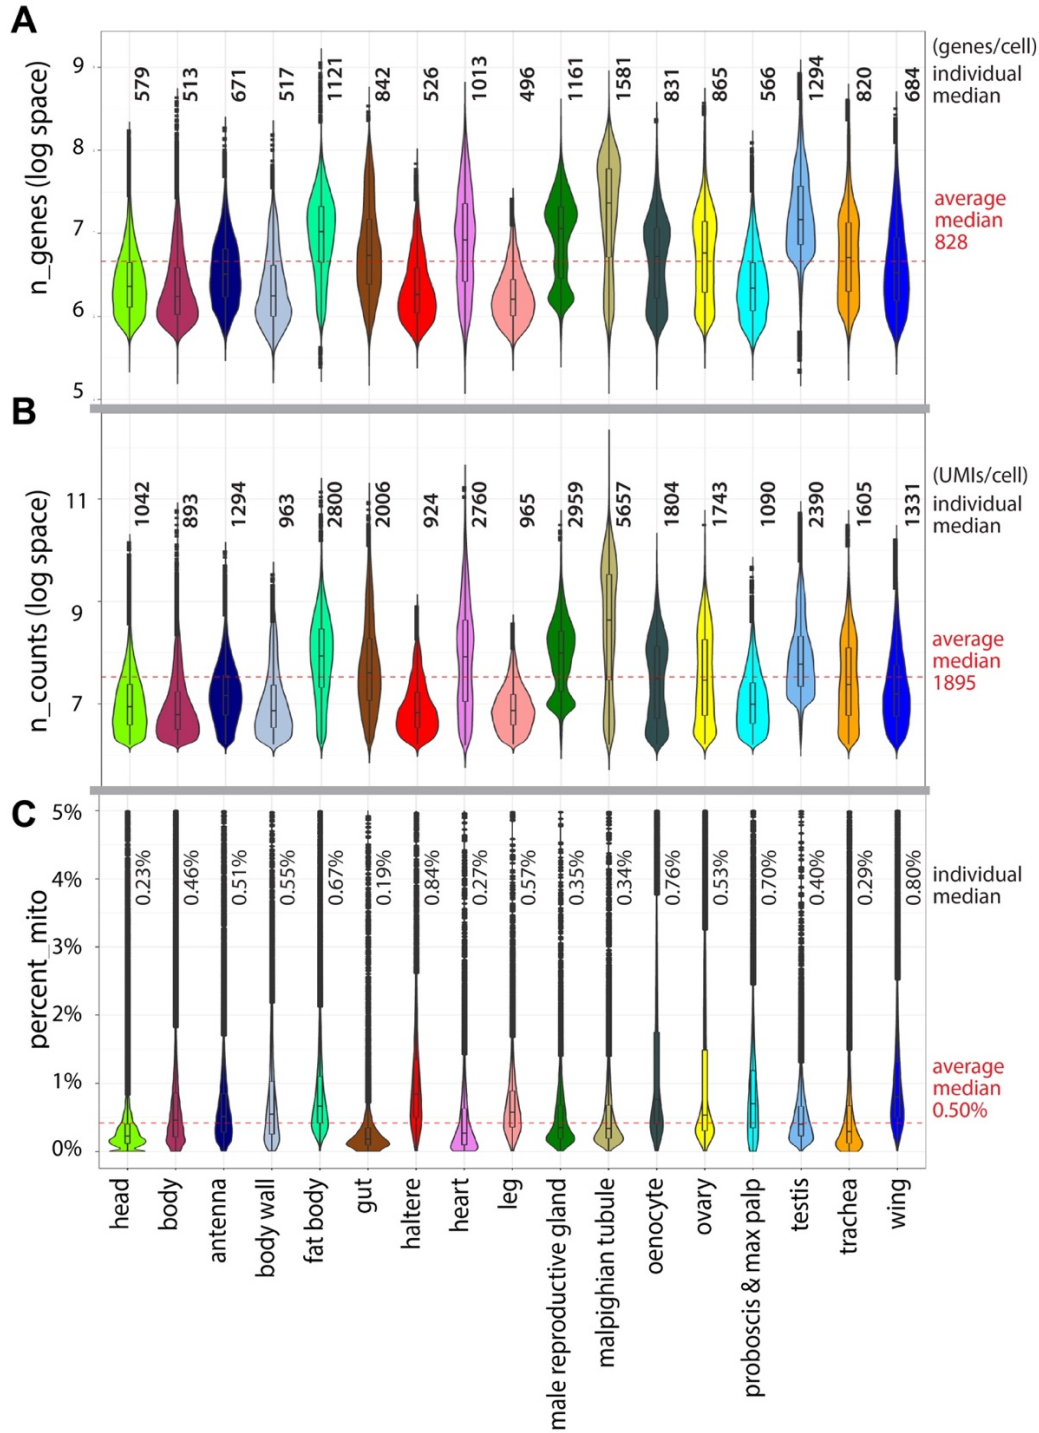 A
n_genes (log space)
9
8
7
6
5
579
513
671
517
1121
842
526
1013
496
1161
1581
831
865
566
1294
820
684
(genes/cell)
individual
median
average
median
828
B
n_counts (log space)
11
9
7
1042
893
1294
963
2800
2006
924
2760
965
2959
5657
1804
1743
1090
2390
1605
1331
(UMIs/cell)
individual
median
average
median
1895
C
percent_mito
5%
4%
3%
2%
1%
0%
0.23%
0.46%
0.51%
0.55%
0.67%
0.19%
0.84%
0.27%
0.57%
0.35%
0.34%
0.76%
0.53%
0.70%
0.40%
0.29%
0.80%
individual
median
average
median
0.50%
head
body
antenna
body wall
fat body
gut
haltere
heart
leg
male reproductive gland
malpighian tubule
oenocyte
ovary
proboscis & max palp
testis
trachea
wing